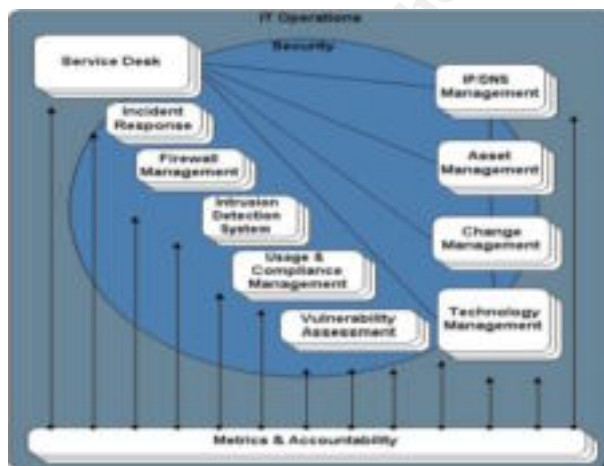 IT Operations
Security
Service Desk
IP/DNS
Management
Incident
Response
Firewall
Management
Asset
Management
Intrusion
Detection
System
Change
Management
Usage &
Compliance
Management
Vulnerability
Assessment
Technology
Management
Metrics & Accountability